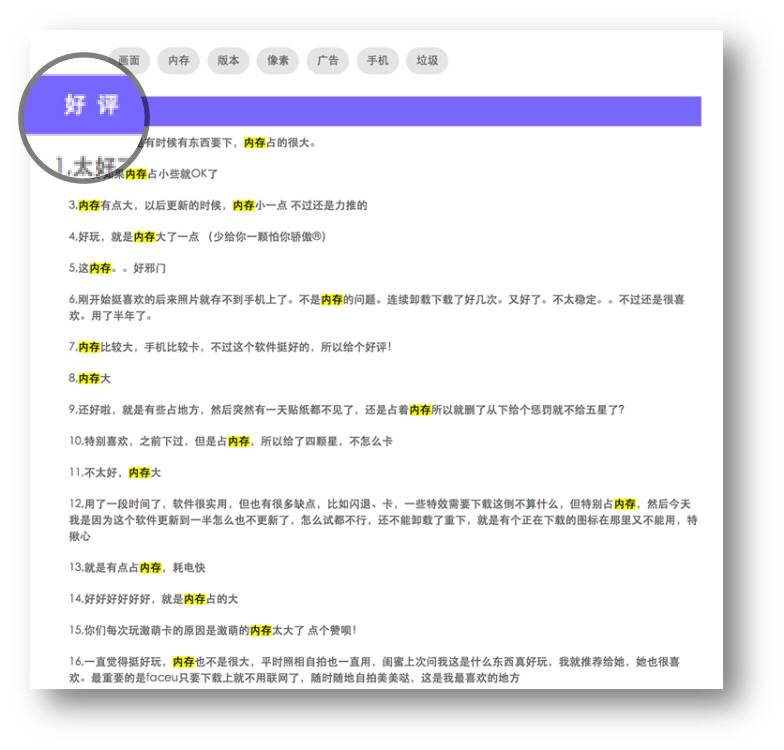 画面 内存 版本 像素 广告 手机 垃圾
好 评
1,太好
有时候有东西要下，内存占的很大。
如果内存占小些就OK了
3,内存有点大，以后更新的时候，内存小一点 不过还是力推的
4,好玩，就是内存大了一点 （少给你一颗怕你骄傲®）
5,这内存。。好邪门
6,刚开始挺喜欢的后来照片就存不到手机上了。不是内存的问题。连续卸载下载了好几次。又好了。不太稳定。。不过还是很喜
欢。用了半年了。
7,内存比较大，手机比较卡，不过这个软件挺好的，所以给个好评！
8,内存大
9,还好啦，就是有些占地方，然后突然有一天贴纸都不见了，还是占着内存所以就删了从下给个惩罚就不给五星了？
10,特别喜欢，之前下过，但是占内存，所以给了四颗星，不怎么卡
11,不太好，内存大
12,用了一段时间了，软件很实用，但也有很多缺点，比如闪退、卡，一些特效需要下载这倒不算什么，但特别占内存，然后今天
我是因为这个软件更新到一半怎么也不更新了，怎么试都不行，还不能卸载了重下，就是有个正在下载的图标在那里又不能用，特
揪心
13,就是有点占内存，耗电快
14,好好好好好好，就是内存占的大
15,你们每次玩激萌卡的原因是激萌的内存太大了 点个赞呗！
16,一直觉得挺好玩，内存也不是很大，平时照相自拍也一直用，闺蜜上次问我这是什么东西真好玩，我就推荐给她，她也很喜
欢。最重要的是faceu只要下载上就不用联网了，随时随地自拍美美哒，这是我最喜欢的地方